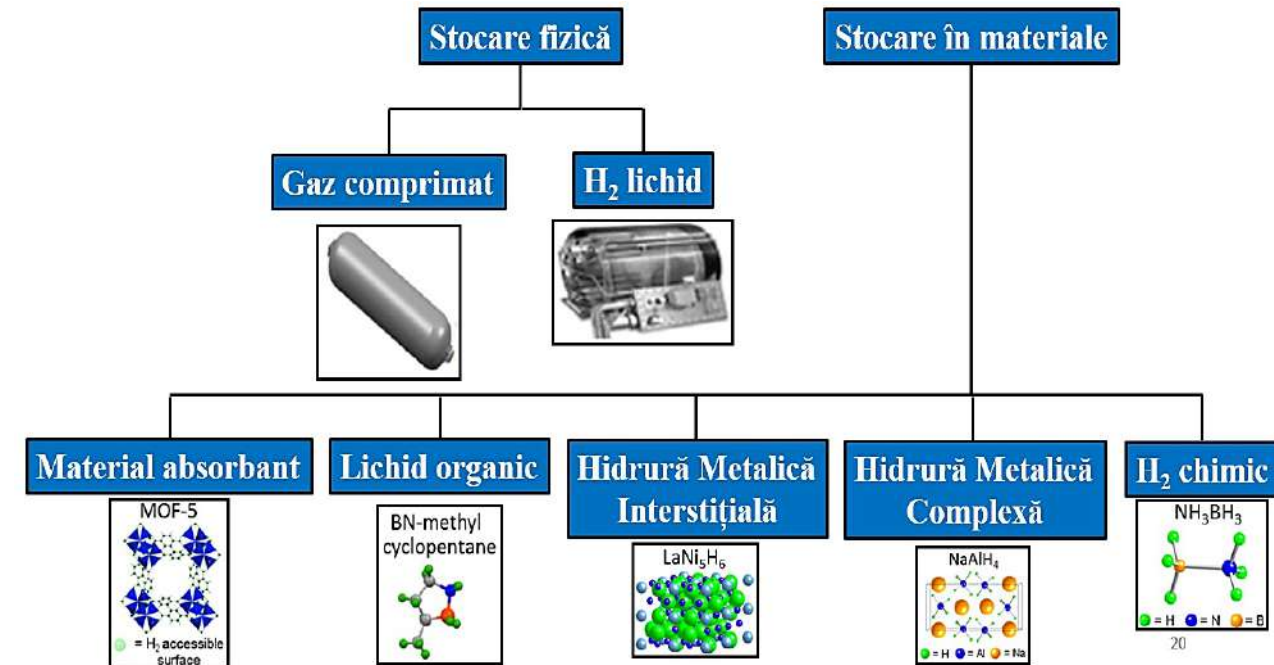 Stocare fizică
Stocare în materiale
Gaz comprimat
H₂ lichid
Material absorbant
Lichid organic
Hidrură Metalică
Interstițială
Hidrură Metalică
Complexă
H₂ chimic
MOF-5
= H₂ accessible
surface
BN-methyl
cyclopentane
LaNi₅H₆
NaAlH₄
= H = Al = Na
NH₃BH₃
= H = N = B
20